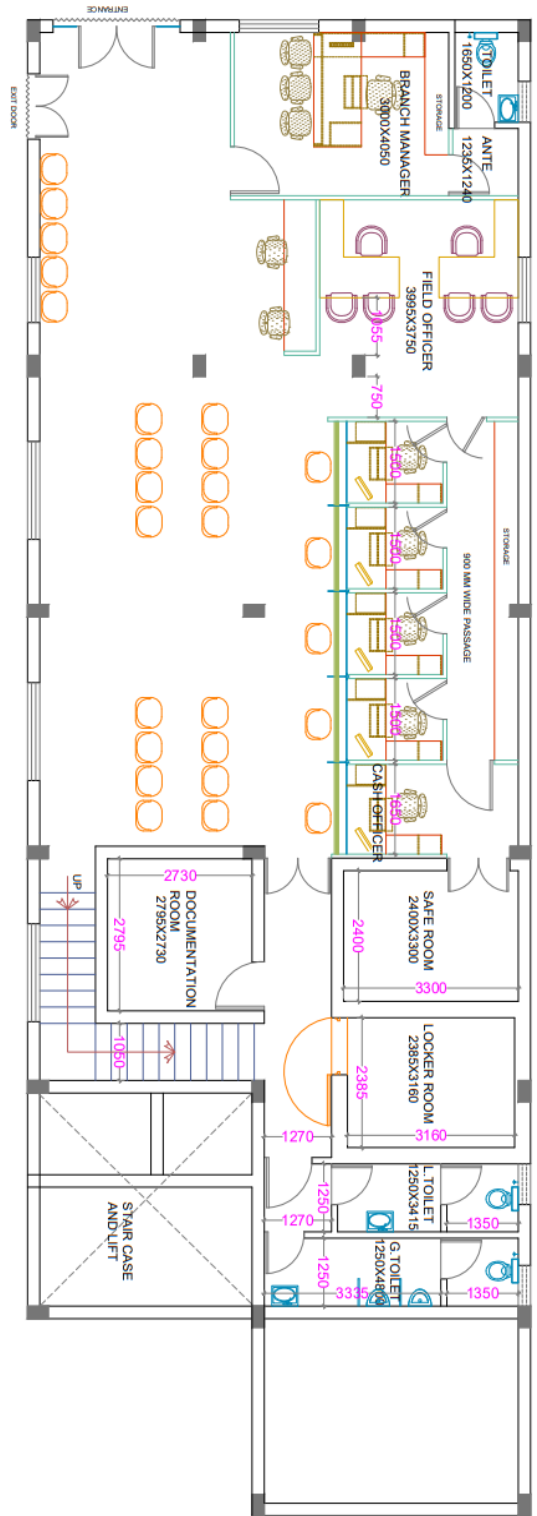 ENTRANCE
EXIT DOOR
TOILET
1650X1200
ANTE
1235X1240
STORAGE
BRANCH MANAGER
3000X4050
FIELD OFFICER
3995X3750
1055
750
STORAGE
900 MM WIDE PASSAGE
1500
1500
1500
1500
1650
CASH OFFICER
UP
2730
2795
DOCUMENTATION
ROOM
2795X2730
1050
SAFE ROOM
2400X3300
2400
3300
LOCKER ROOM
2385X3160
2385
3160
1270
1250
1270
1250
L.TOILET
1250X3415
1350
G.TOILET
1250X4800
3335
1350
STAIR CASE
AND LIFT